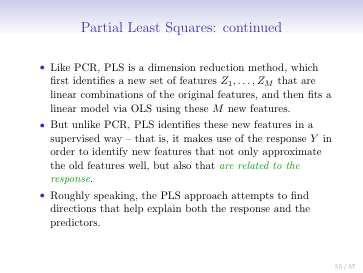 Partial Least Squares: continued
• Like PCR, PLS is a dimension reduction method, which
first identifies a new set of features Z₁, . . . , Z_M that are
linear combinations of the original features, and then fits a
linear model via OLS using these M new features.
• But unlike PCR, PLS identifies these new features in a
supervised way – that is, it makes use of the response Y in
order to identify new features that not only approximate
the old features well, but also that are related to the
response.
• Roughly speaking, the PLS approach attempts to find
directions that help explain both the response and the
predictors.
55 / 57